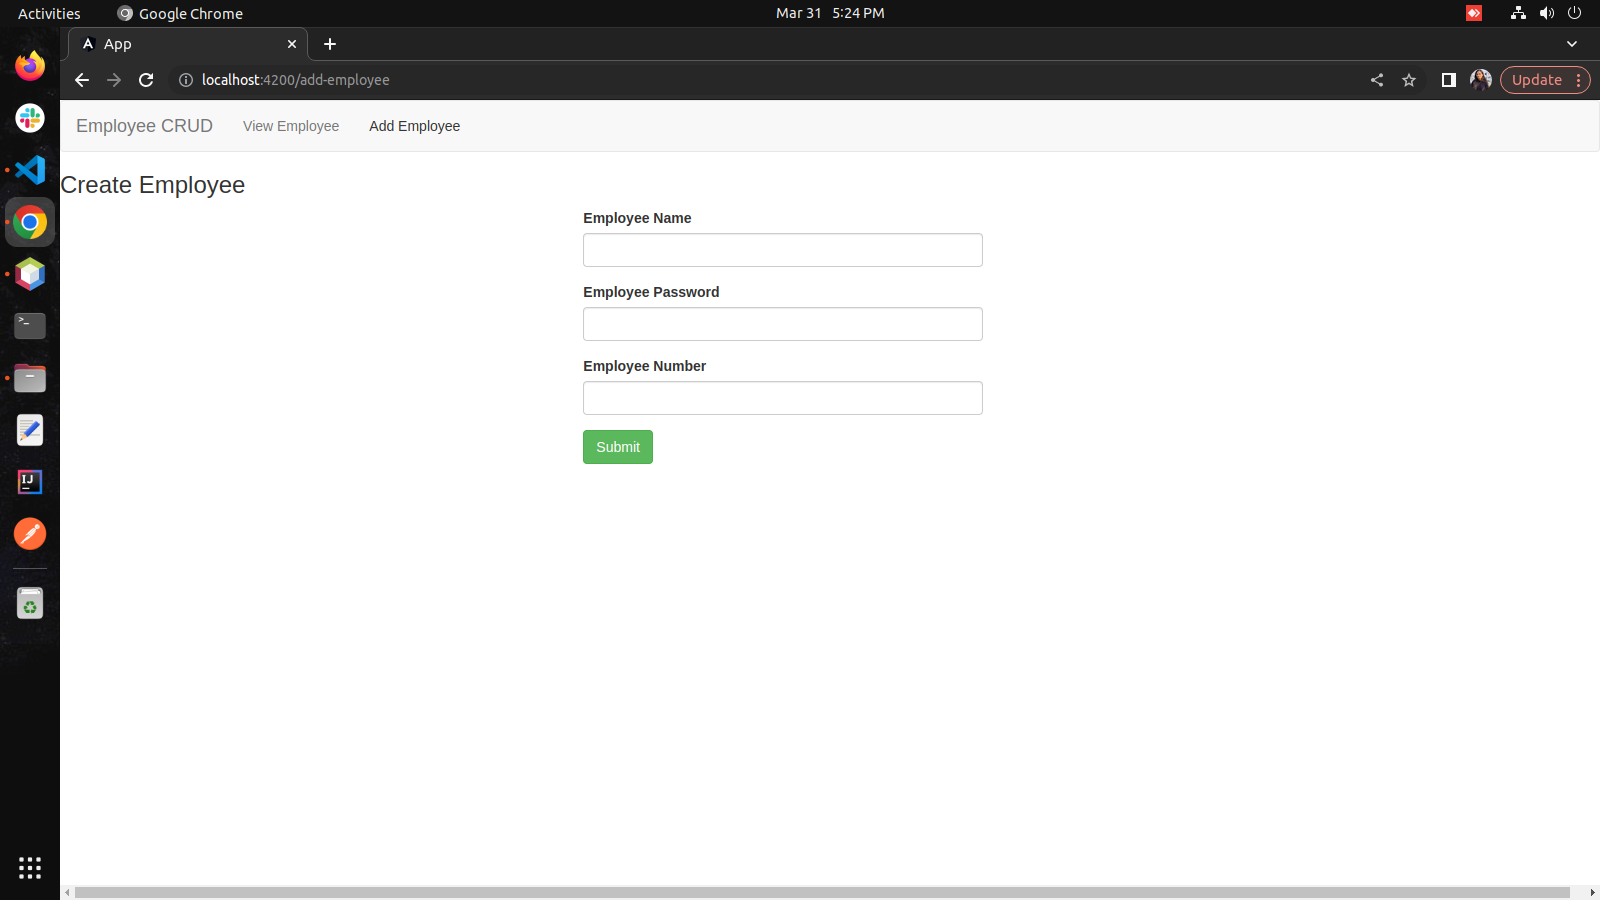 Activities
Google Chrome
Mar 31 5:24 PM
App
localhost:4200/add-employee
Update
Employee CRUD
View Employee
Add Employee
Create Employee
Employee Name
Employee Password
Employee Number
Submit
>_
IJ